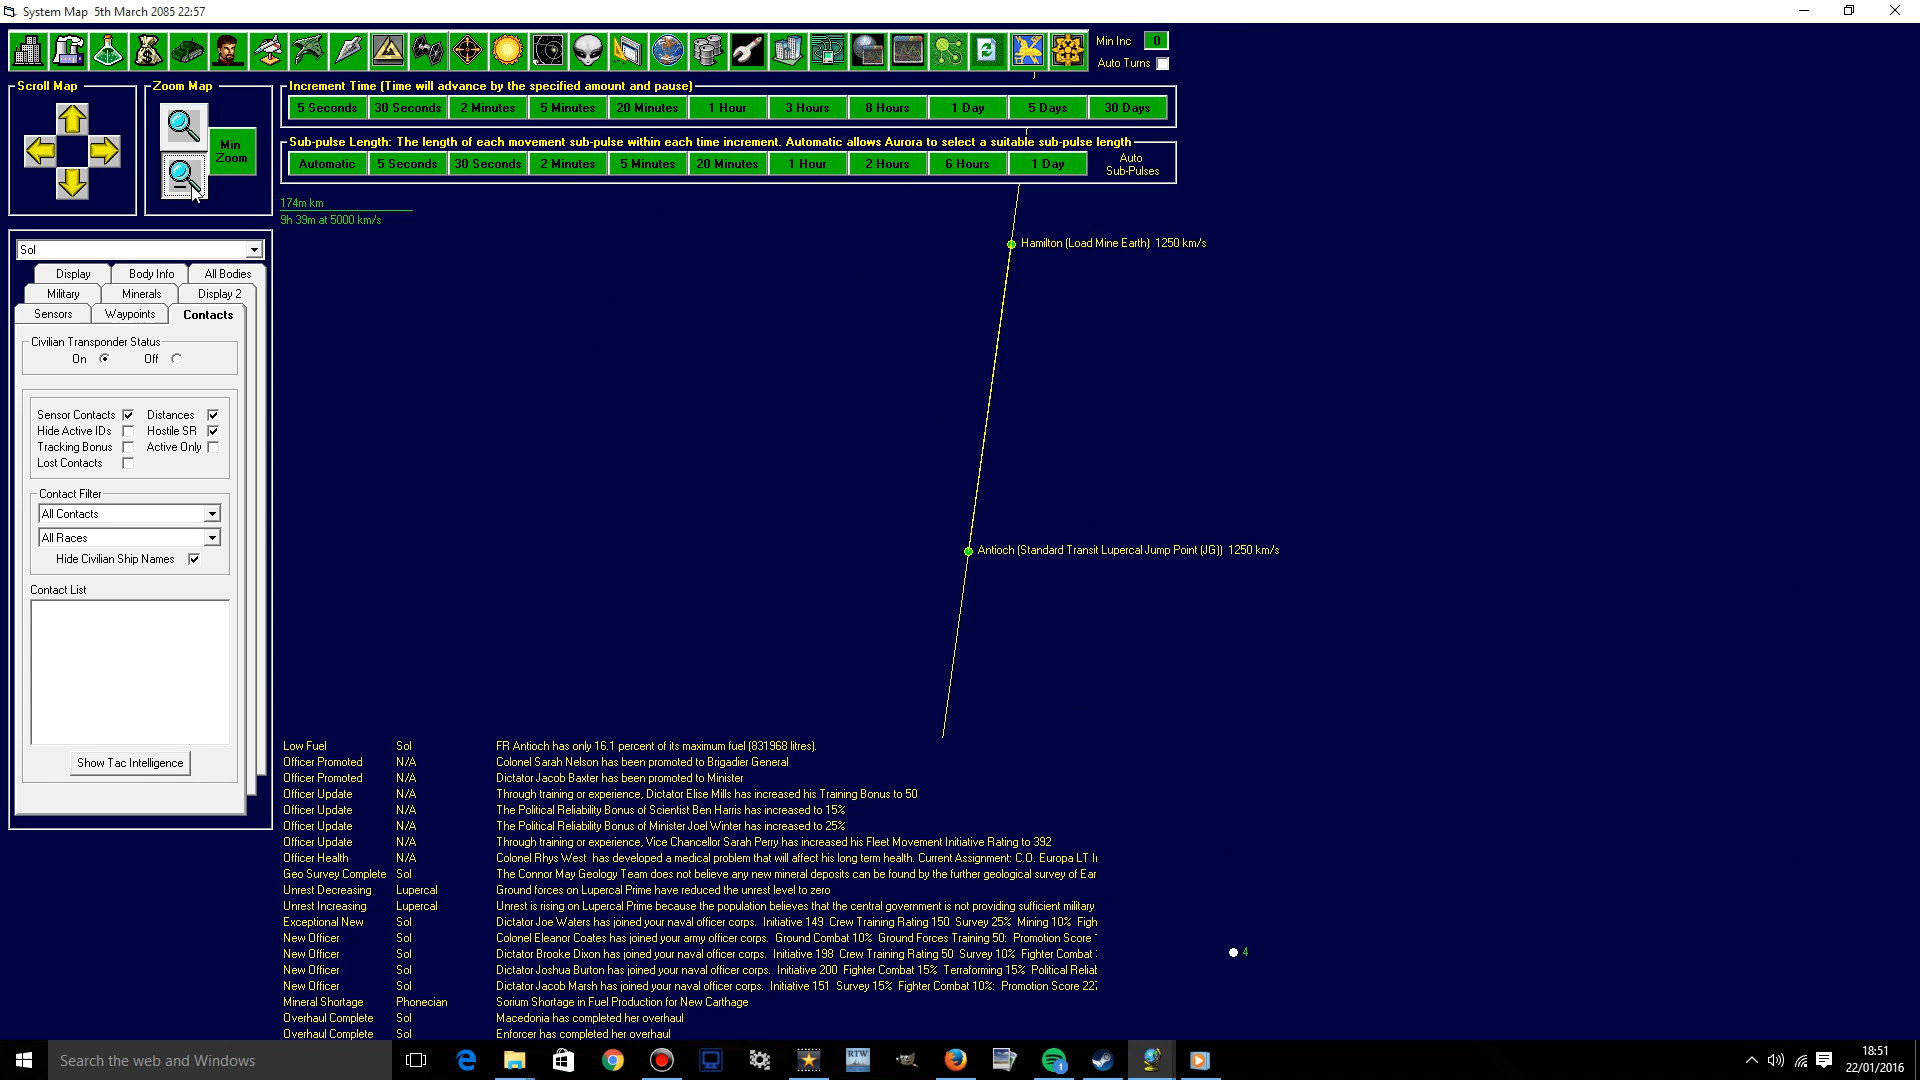 System Map 5th March 2085 22:57
Min Inc 0
Auto Turns
Scroll Map
Zoom Map
Min Zoom
Increment Time (Time will advance by the specified amount and pause)
5 Seconds 30 Seconds 2 Minutes 5 Minutes 20 Minutes 1 Hour 3 Hours 8 Hours 1 Day 5 Days 30 Days
Sub-pulse Length: The length of each movement sub-pulse within each time increment. Automatic allows Aurora to select a suitable sub-pulse length
Automatic 5 Seconds 30 Seconds 2 Minutes 5 Minutes 20 Minutes 1 Hour 2 Hours 6 Hours 1 Day Auto Sub-Pulses
174m km
9h 39m at 5000 km/s
Sol
Display Body Info All Bodies
Military Minerals Display 2
Sensors Waypoints Contacts
Civilian Transponder Status
On Off
Sensor Contacts Distances
Hide Active IDs Hostile SR
Tracking Bonus Active Only
Lost Contacts
Contact Filter
All Contacts
All Races
Hide Civilian Ship Names
Contact List
Show Tac Intelligence
Hamilton (Load Mine Earth) 1250 km/s
Antioch (Standard Transit Lupercal Jump Point (JG)) 1250 km/s
4
Low Fuel Sol FR Antioch has only 16.1 percent of its maximum fuel (831968 litres).
Officer Promoted N/A Colonel Sarah Nelson has been promoted to Brigadier General
Officer Promoted N/A Dictator Jacob Baxter has been promoted to Minister
Officer Update N/A Through training or experience, Dictator Elise Mills has increased his Training Bonus to 50
Officer Update N/A The Political Reliability Bonus of Scientist Ben Harris has increased to 15%
Officer Update N/A The Political Reliability Bonus of Minister Joel Winter has increased to 25%
Officer Update N/A Through training or experience, Vice Chancellor Sarah Perry has increased his Fleet Movement Initiative Rating to 392
Officer Health N/A Colonel Rhys West has developed a medical problem that will affect his long term health. Current Assignment: C.O. Europa LT
Geo Survey Complete Sol The Connor May Geology Team does not believe any new mineral deposits can be found by the further geological survey of Ear
Unrest Decreasing Lupercal Ground forces on Lupercal Prime have reduced the unrest level to zero
Unrest Increasing Lupercal Unrest is rising on Lupercal Prime because the population believes that the central government is not providing sufficient military
Exceptional New Sol Dictator Joe Waters has joined your naval officer corps. Initiative 149 Crew Training Rating 150 Survey 25% Mining 10% Figh
New Officer Sol Colonel Eleanor Coates has joined your army officer corps. Ground Combat 10% Ground Forces Training 50: Promotion Score
New Officer Sol Dictator Brooke Dixon has joined your naval officer corps. Initiative 198 Crew Training Rating 50 Survey 10% Fighter Combat
New Officer Sol Dictator Joshua Burton has joined your naval officer corps. Initiative 200 Fighter Combat 15% Terraforming 15% Political Reliat
New Officer Sol Dictator Jacob Marsh has joined your naval officer corps. Initiative 151 Survey 15% Fighter Combat 10%: Promotion Score 227
Mineral Shortage Phonecian Sorium Shortage in Fuel Production for New Carthage
Overhaul Complete Sol Macedonia has completed her overhaul
Overhaul Complete Sol Enforcer has completed her overhaul
Search the web and Windows
RTW
1
18:51
22/01/2016